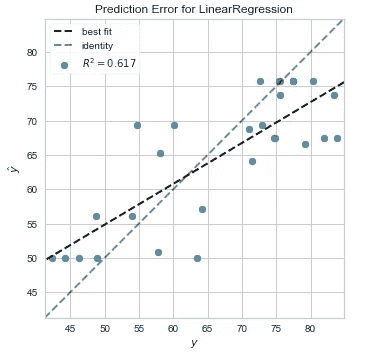 Prediction Error for LinearRegression
best fit
identity
R² = 0.617
80
75
70
65
60
55
50
45
ŷ
45 50 55 60 65 70 75 80
y